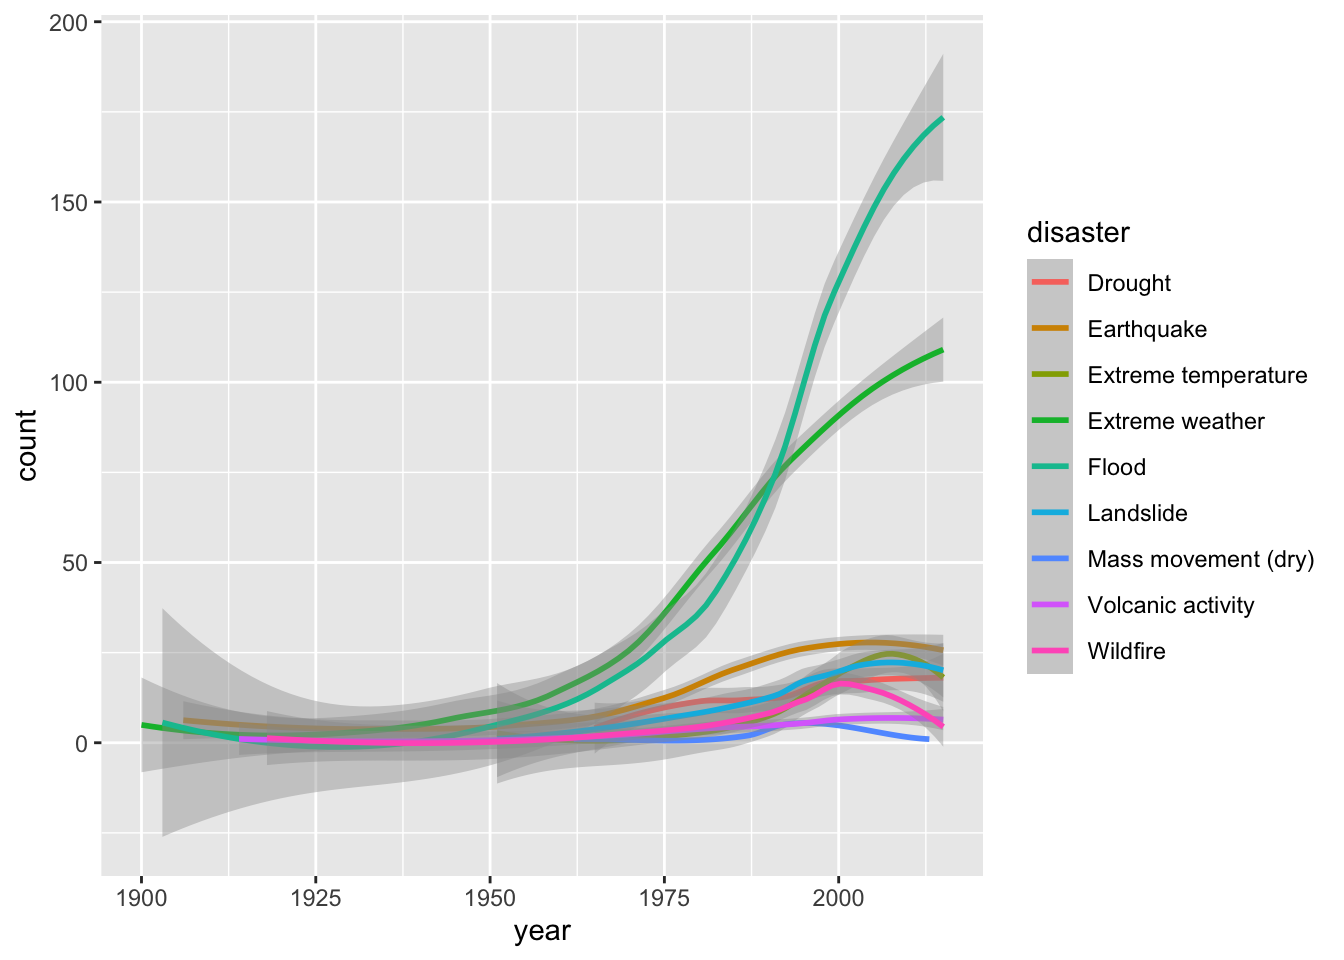 200
150
100
50
0
count
1900 1925 1950 1975 2000
year
disaster
Drought
Earthquake
Extreme temperature
Extreme weather
Flood
Landslide
Mass movement (dry)
Volcanic activity
Wildfire